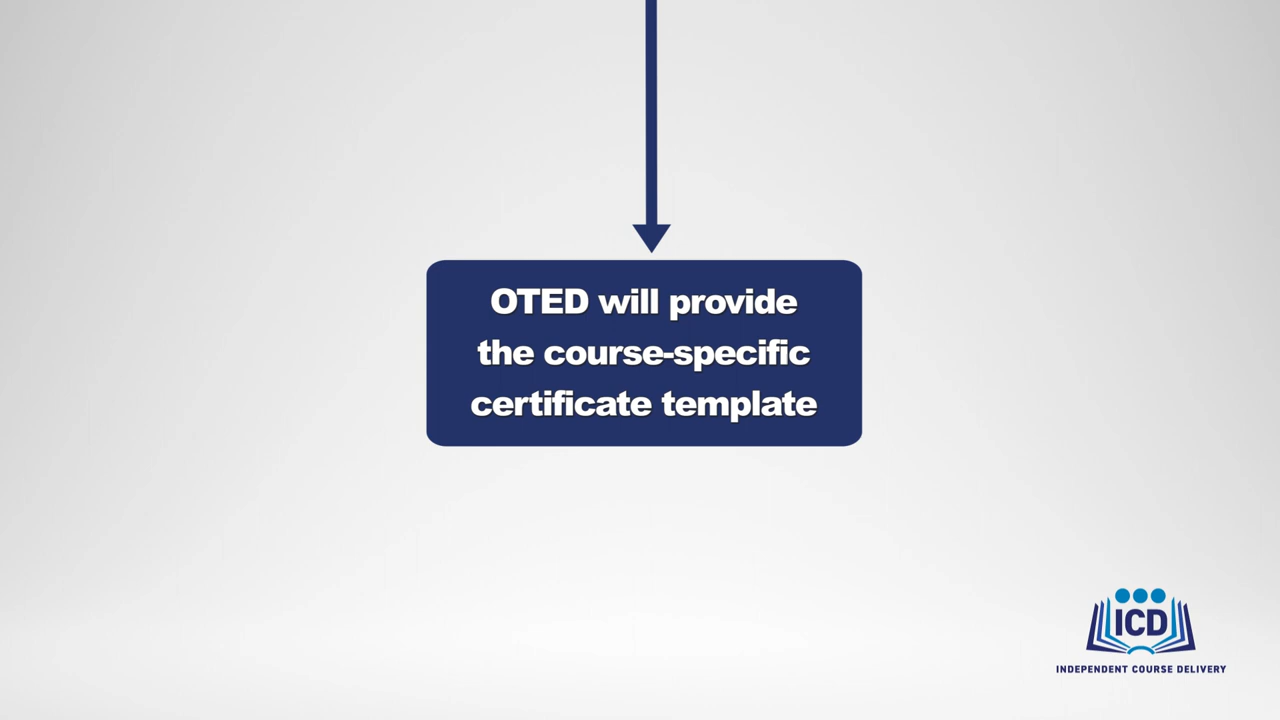 OTED will provide
the course-specific
certificate template
ICD
INDEPENDENT COURSE DELIVERY